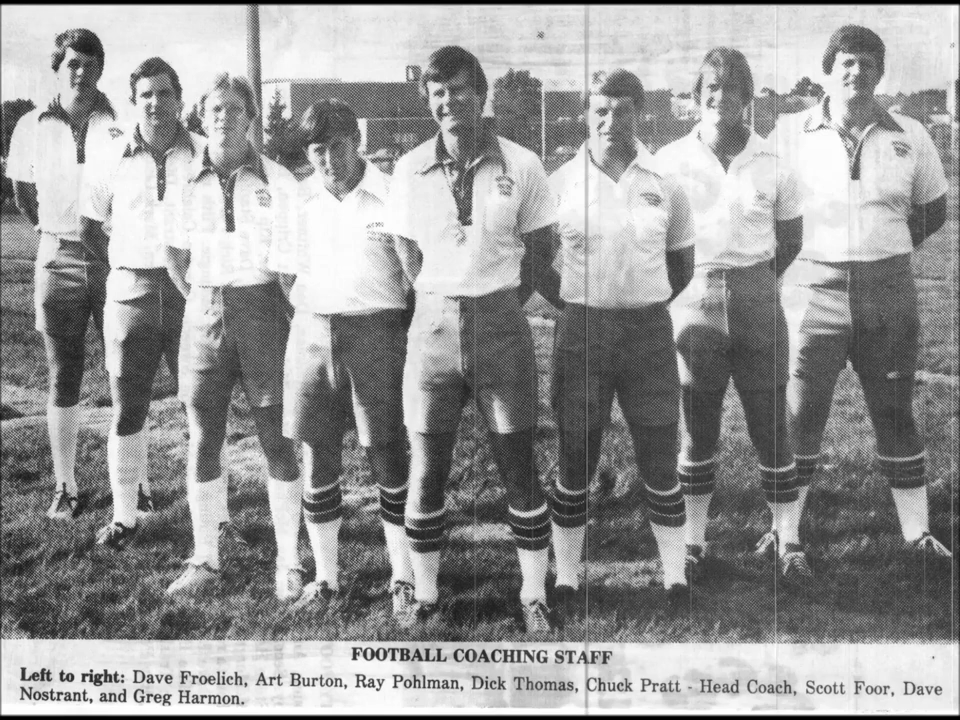 FOOTBALL COACHING STAFF
Left to right: Dave Froelich, Art Burton, Ray Pohlman, Dick Thomas, Chuck Pratt - Head Coach, Scott Foor, Dave
Nostrant, and Greg Harmon.